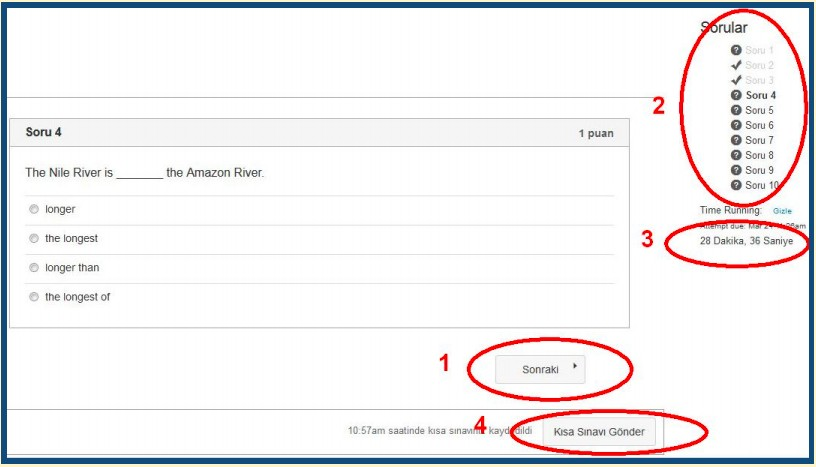 Sorular
Soru 1
Soru 2
Soru 3
Soru 4
Soru 5
Soru 6
Soru 7
Soru 8
Soru 9
Soru 10
2
Time Running: Gizle
Attempt due: Mar 2
28 Dakika, 36 Saniye
3
Soru 4 1 puan
The Nile River is _______ the Amazon River.
longer
the longest
longer than
the longest of
1
Sonraki
4
10:57am saatinde kısa sınavınız kaydedildi
Kısa Sınavı Gönder